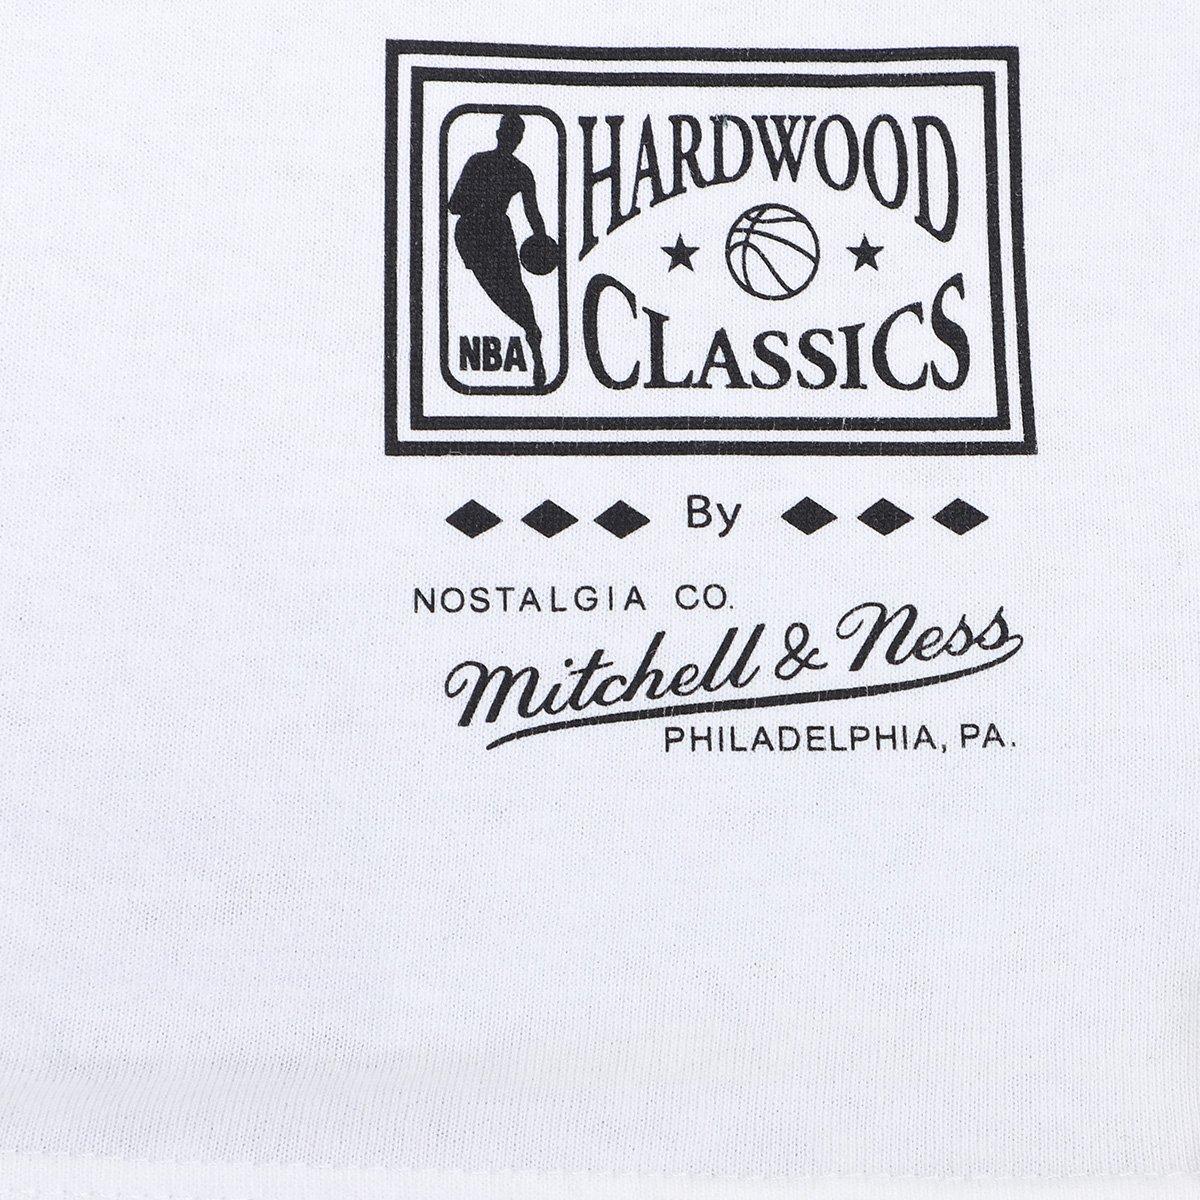 HARDWOOD
NBA
CLASSICS
By
NOSTALGIA CO.
Mitchell & Ness
PHILADELPHIA, PA.